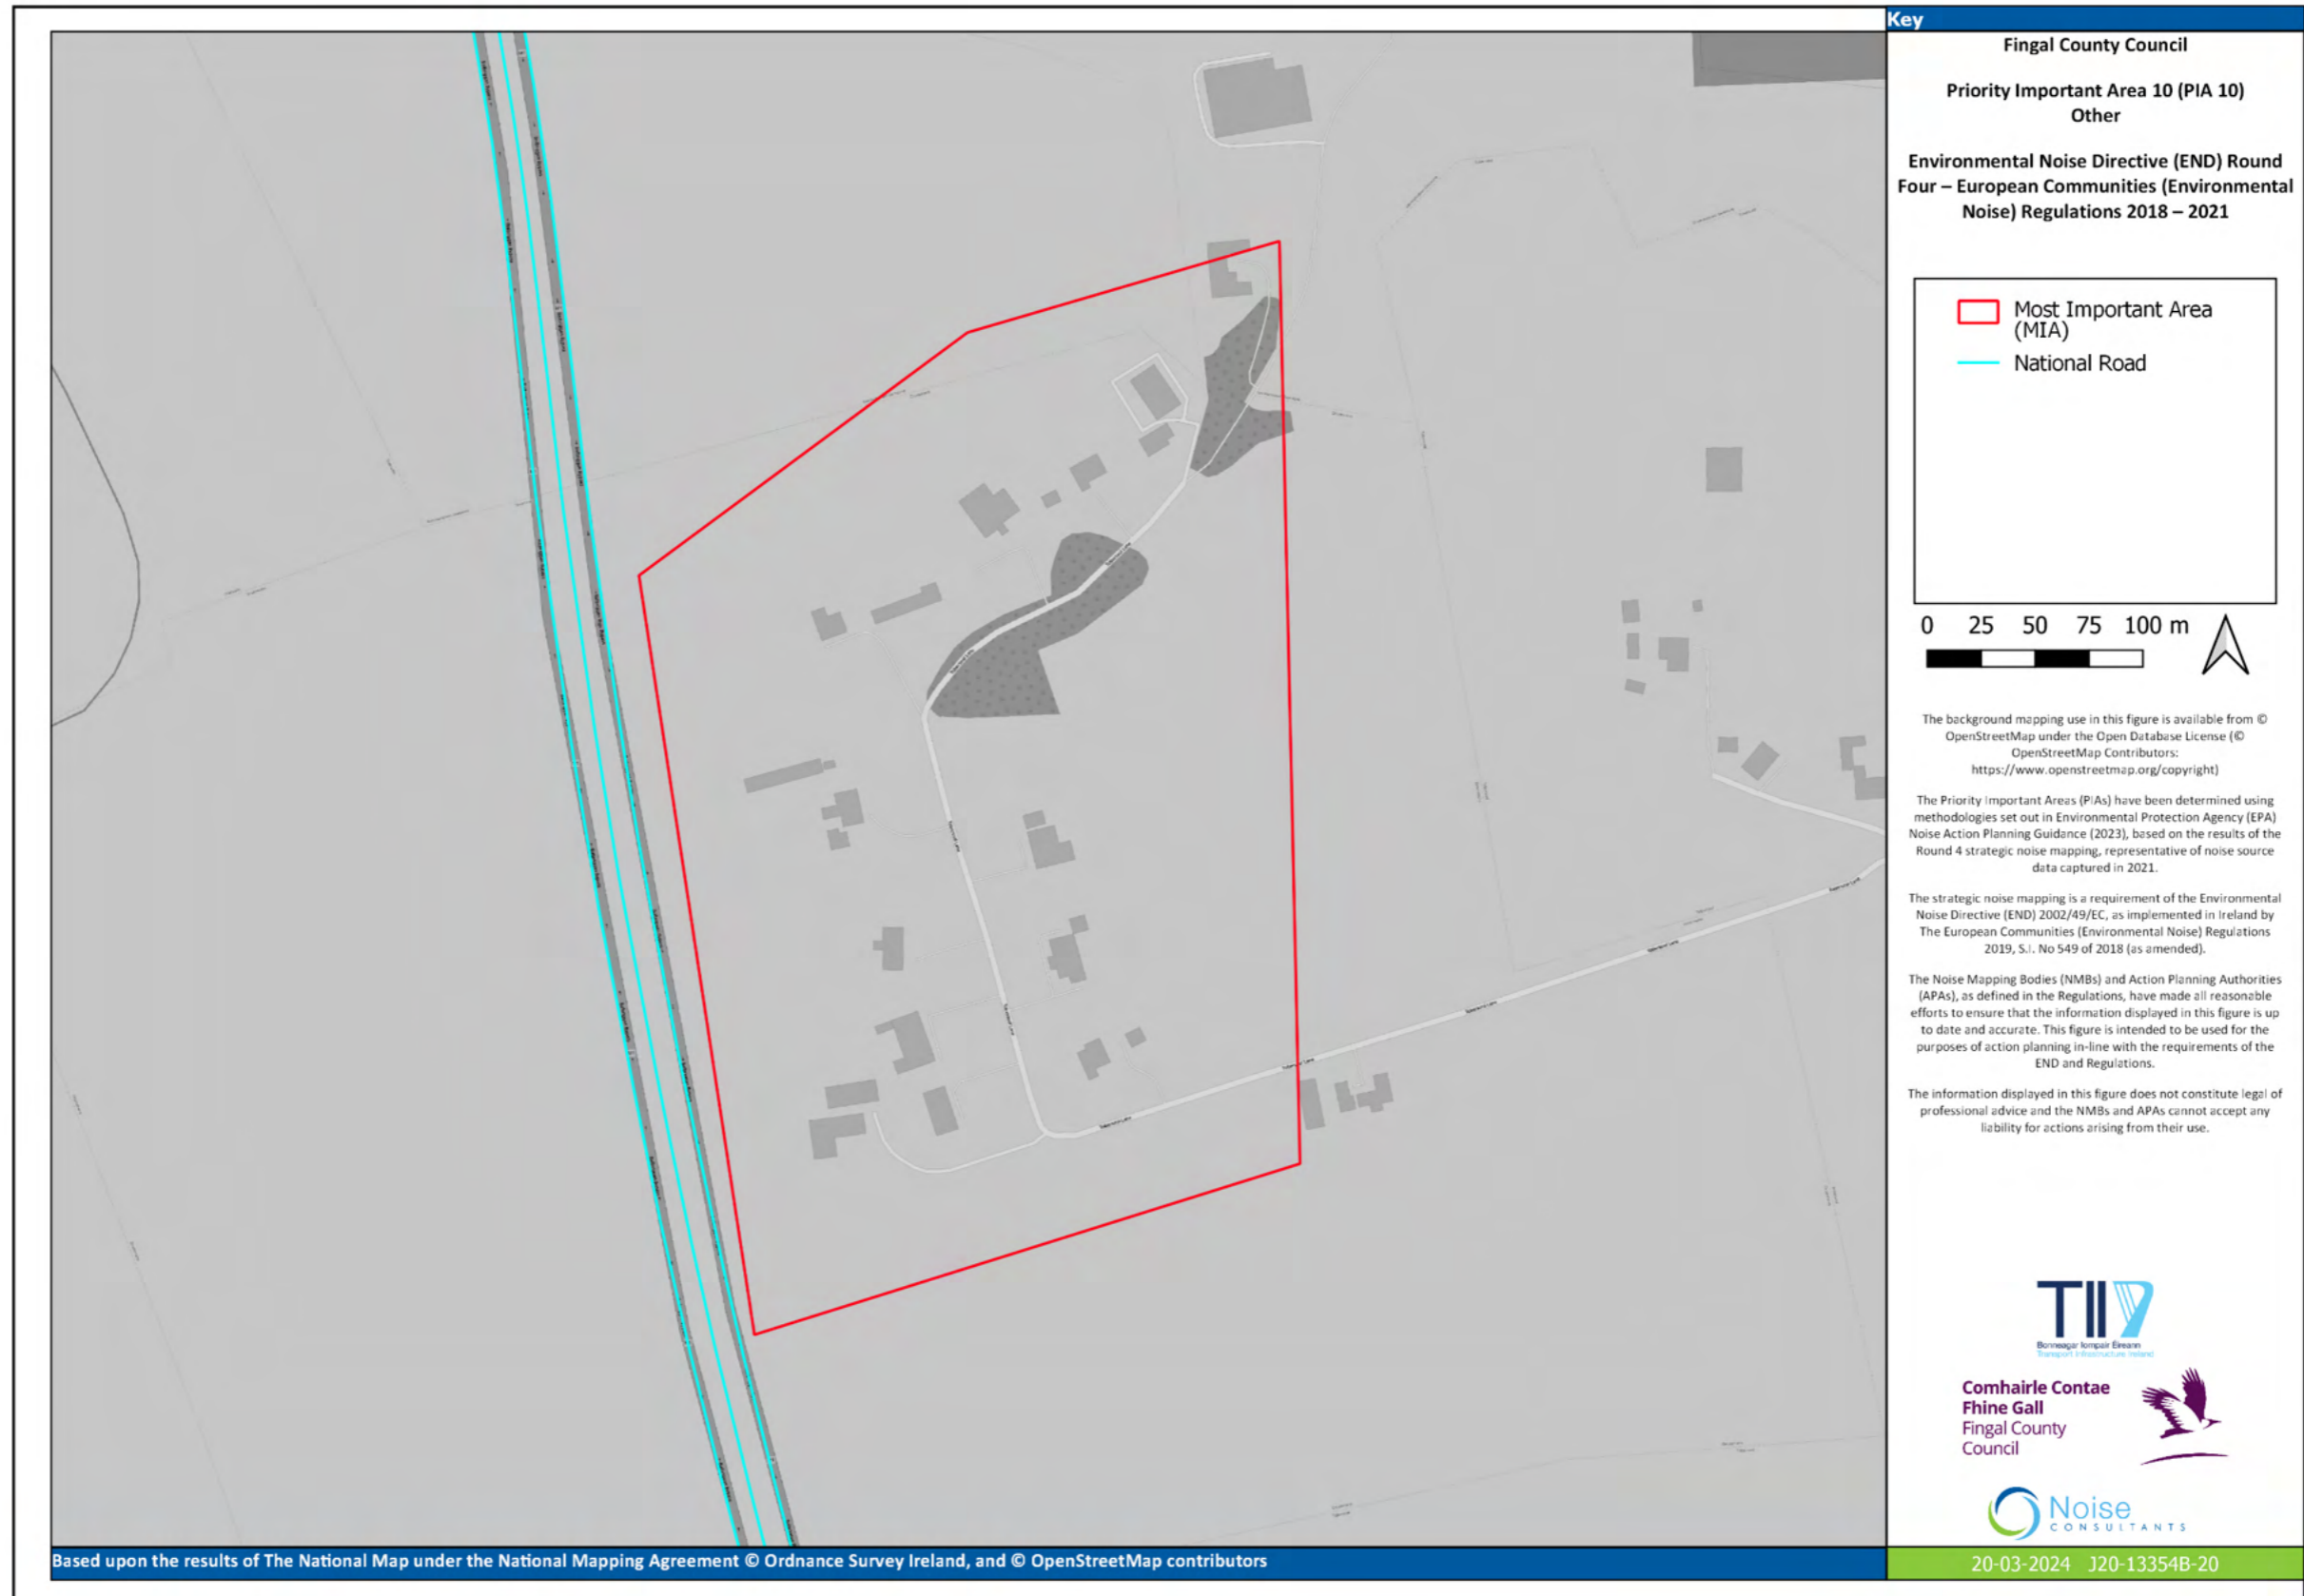 Key
Fingal County Council
Priority Important Area 10 (PIA 10)
Other
Environmental Noise Directive (END) Round
Four – European Communities (Environmental
Noise) Regulations 2018 – 2021
Most Important Area
(MIA)
National Road
0 25 50 75 100 m
The background mapping use in this figure is available from ©
OpenStreetMap under the Open Database License (©
OpenStreetMap Contributors:
https://www.openstreetmap.org/copyright)
The Priority Important Areas (PIAs) have been determined using
methodologies set out in Environmental Protection Agency (EPA)
Noise Action Planning Guidance (2023), based on the results of the
Round 4 strategic noise mapping, representative of noise source
data captured in 2021.
The strategic noise mapping is a requirement of the Environmental
Noise Directive (END) 2002/49/EC, as implemented in Ireland by
The European Communities (Environmental Noise) Regulations
2019, S.I. No 549 of 2018 (as amended).
The Noise Mapping Bodies (NMBs) and Action Planning Authorities
(APAs), as defined in the Regulations, have made all reasonable
efforts to ensure that the information displayed in this figure is up
to date and accurate. This figure is intended to be used for the
purposes of action planning in-line with the requirements of the
END and Regulations.
The information displayed in this figure does not constitute legal of
professional advice and the NMBs and APAs cannot accept any
liability for actions arising from their use.
TII
Bonneagar Iompair Éireann
Transport Infrastructure Ireland
Comhairle Contae
Fhine Gall
Fingal County
Council
Noise
CONSULTANTS
Based upon the results of The National Map under the National Mapping Agreement © Ordnance Survey Ireland, and © OpenStreetMap contributors
20-03-2024 J20-13354B-20